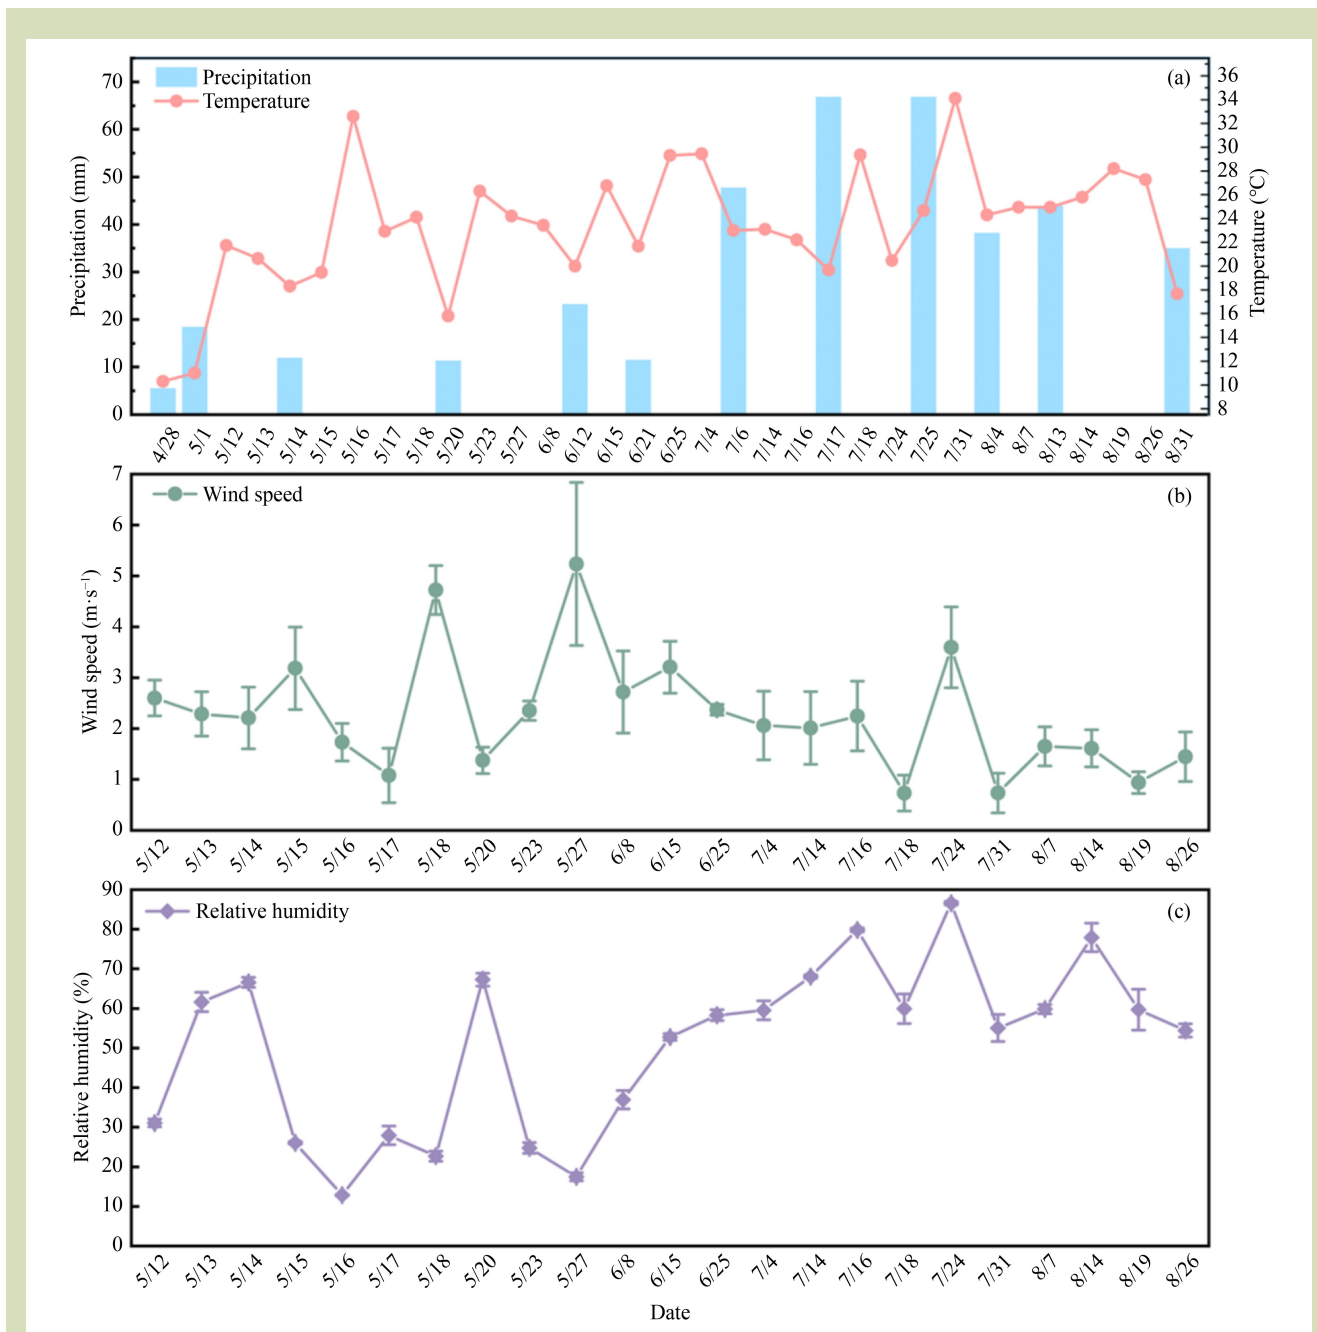 (a)
Precipitation
Temperature
Precipitation (mm)
70
60
50
40
30
20
10
0
Temperature (°C)
36
34
32
30
28
26
24
22
20
18
16
14
12
10
8
4/28 5/1 5/12 5/13 5/14 5/15 5/16 5/17 5/18 5/20 5/23 5/27 6/8 6/12 6/15 6/21 6/25 7/4 7/6 7/14 7/16 7/17 7/18 7/24 7/25 7/31 8/4 8/7 8/13 8/14 8/19 8/26 8/31
(b)
Wind speed
Wind speed (m·s⁻¹)
7
6
5
4
3
2
1
0
5/12 5/13 5/14 5/15 5/16 5/17 5/18 5/20 5/23 5/27 6/8 6/15 6/25 7/4 7/14 7/16 7/18 7/24 7/31 8/7 8/14 8/19 8/26
(c)
Relative humidity
Relative humidity (%)
90
80
70
60
50
40
30
20
10
0
5/12 5/13 5/14 5/15 5/16 5/17 5/18 5/20 5/23 5/27 6/8 6/15 6/25 7/4 7/14 7/16 7/18 7/24 7/31 8/7 8/14 8/19 8/26
Date